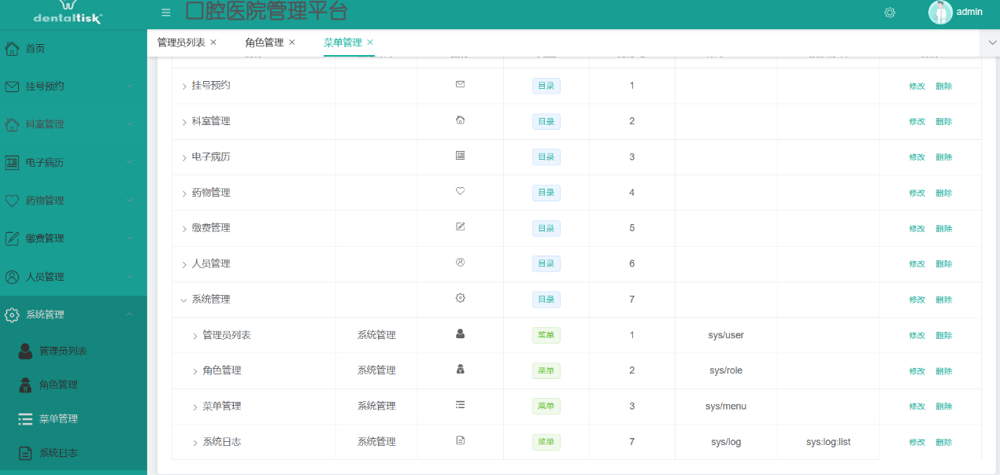 dentaltisk
口腔医院管理平台
admin
管理员列表 × 角色管理 × 菜单管理 ×
首页
挂号预约
科室管理
电子病历
药物管理
缴费管理
人员管理
系统管理
管理员列表
角色管理
菜单管理
系统日志
挂号预约 目录 1 修改 删除
科室管理 目录 2 修改 删除
电子病历 目录 3 修改 删除
药物管理 目录 4 修改 删除
缴费管理 目录 5 修改 删除
人员管理 目录 6 修改 删除
系统管理 目录 7 修改 删除
管理员列表 系统管理 菜单 1 sys/user 修改 删除
角色管理 系统管理 菜单 2 sys/role 修改 删除
菜单管理 系统管理 菜单 3 sys/menu 修改 删除
系统日志 系统管理 菜单 7 sys/log sys:log:list 修改 删除